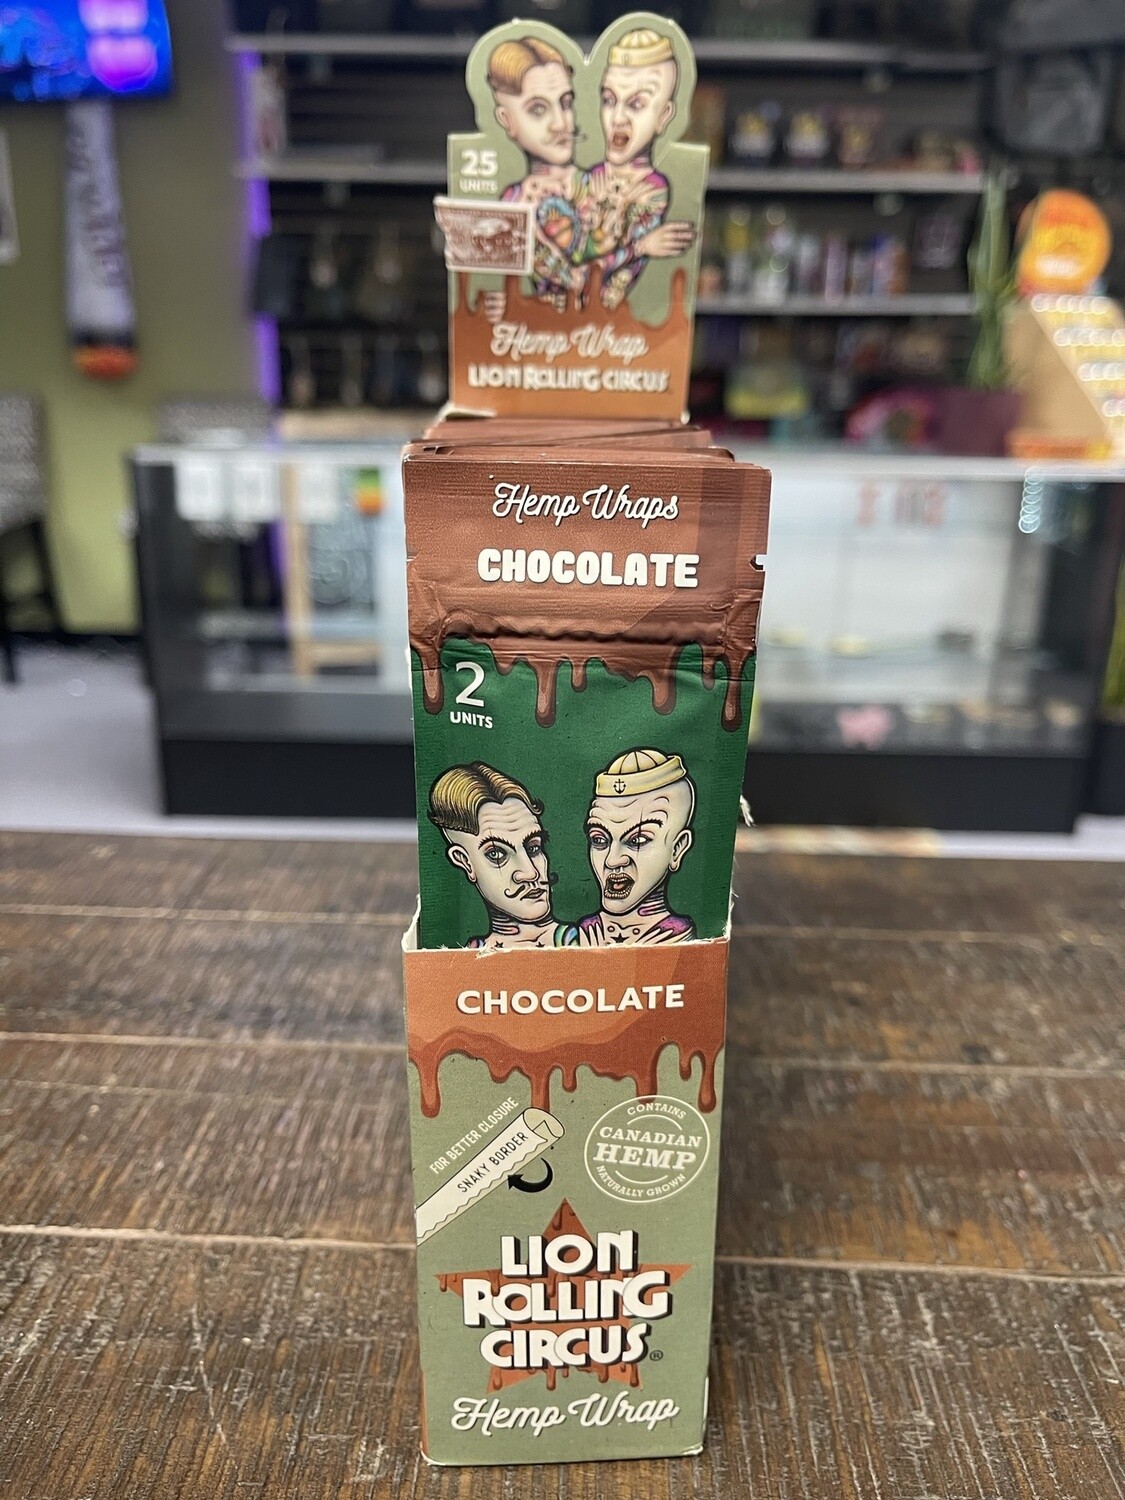 25
UNITS
Hemp Wrap
LION ROLLING CIRCUS
Hemp Wraps
CHOCOLATE
2
UNITS
CHOCOLATE
FOR BETTER CLOSURE
SNAKY BORDER
CONTAINS
CANADIAN
HEMP
NATURALLY GROWN
LION
ROLLING
CIRCUS®
Hemp Wrap